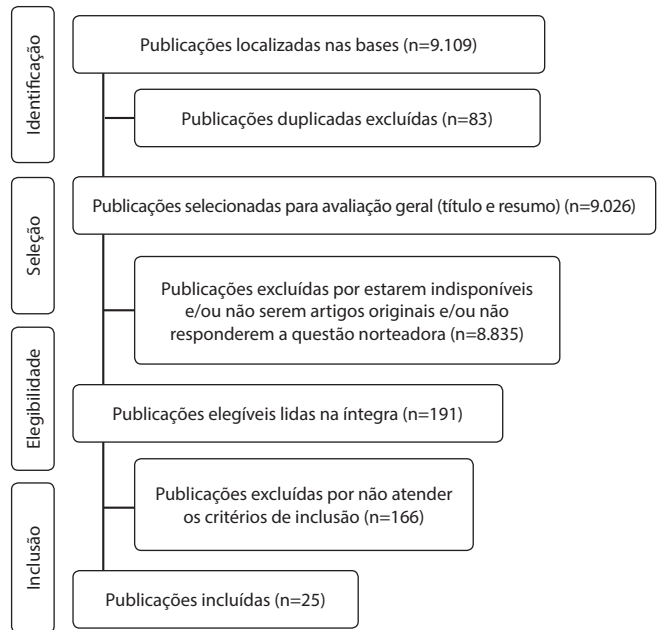 Identificação
Publicações localizadas nas bases (n=9.109)
Publicações duplicadas excluídas (n=83)
Seleção
Publicações selecionadas para avaliação geral (título e resumo) (n=9.026)
Publicações excluídas por estarem indisponíveis
e/ou não serem artigos originais e/ou não
responderem a questão norteadora (n=8.835)
Elegibilidade
Publicações elegíveis lidas na íntegra (n=191)
Publicações excluídas por não atender
os critérios de inclusão (n=166)
Inclusão
Publicações incluídas (n=25)